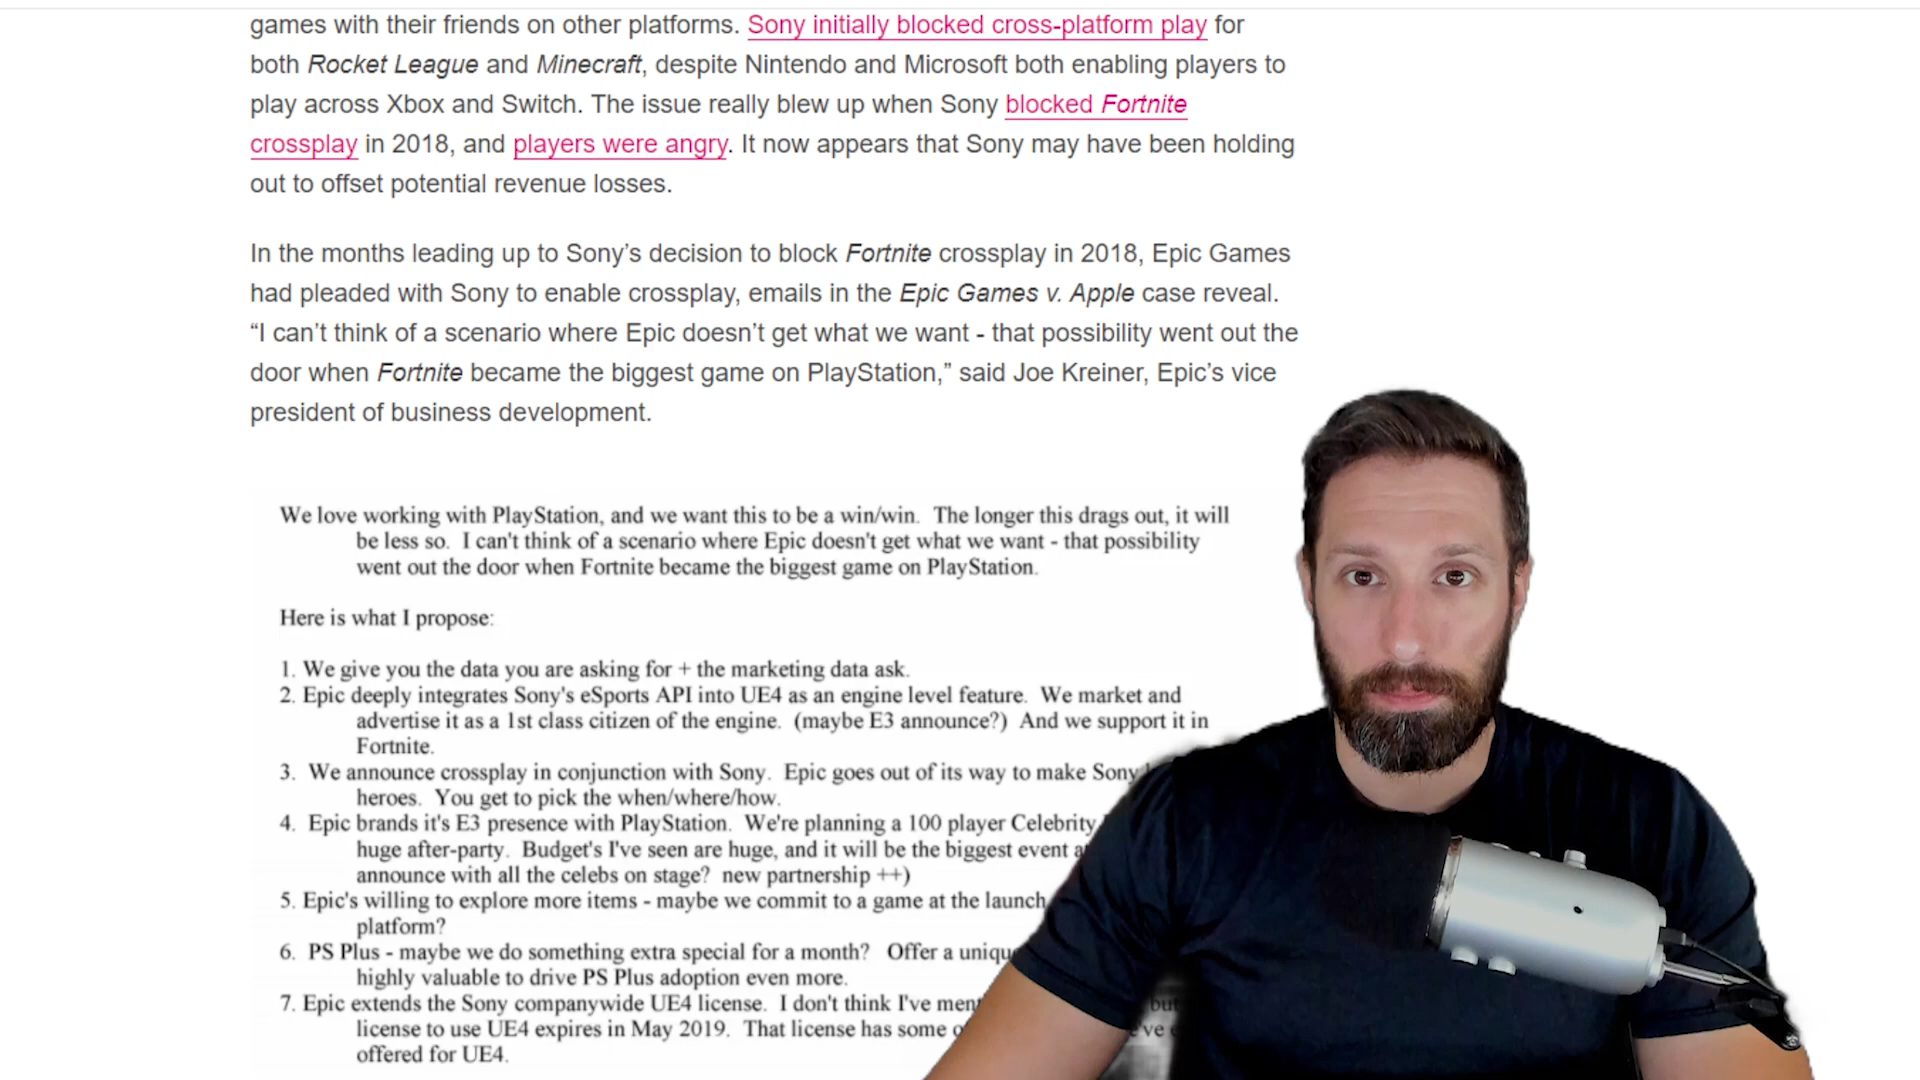 games with their friends on other platforms. Sony initially blocked cross-platform play for
both Rocket League and Minecraft, despite Nintendo and Microsoft both enabling players to
play across Xbox and Switch. The issue really blew up when Sony blocked Fortnite
crossplay in 2018, and players were angry. It now appears that Sony may have been holding
out to offset potential revenue losses.
In the months leading up to Sony’s decision to block Fortnite crossplay in 2018, Epic Games
had pleaded with Sony to enable crossplay, emails in the Epic Games v. Apple case reveal.
“I can’t think of a scenario where Epic doesn’t get what we want - that possibility went out the
door when Fortnite became the biggest game on PlayStation,” said Joe Kreiner, Epic’s vice
president of business development.
We love working with PlayStation, and we want this to be a win/win. The longer this drags out, it will
be less so. I can't think of a scenario where Epic doesn't get what we want - that possibility
went out the door when Fortnite became the biggest game on PlayStation.
Here is what I propose:
1. We give you the data you are asking for + the marketing data ask.
2. Epic deeply integrates Sony's eSports API into UE4 as an engine level feature. We market and
advertise it as a 1st class citizen of the engine. (maybe E3 announce?) And we support it in
Fortnite.
3. We announce crossplay in conjunction with Sony. Epic goes out of its way to make Sony
heroes. You get to pick the when/where/how.
4. Epic brands it's E3 presence with PlayStation. We're planning a 100 player Celebrity
huge after-party. Budget's I've seen are huge, and it will be the biggest event
announce with all the celebs on stage? new partnership ++)
5. Epic's willing to explore more items - maybe we commit to a game at the launch
platform?
6. PS Plus - maybe we do something extra special for a month? Offer a
highly valuable to drive PS Plus adoption even more.
7. Epic extends the Sony companywide UE4 license. I don't think I've but
license to use UE4 expires in May 2019. That license has some
offered for UE4.